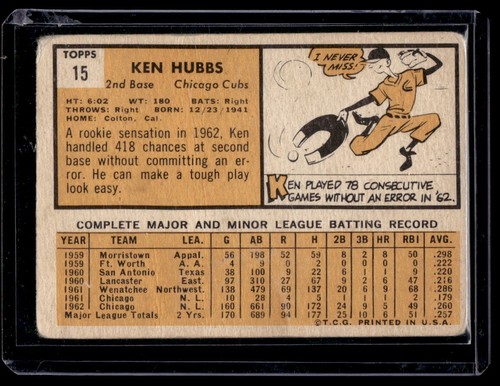 TOPPS
15
KEN HUBBS
2nd Base Chicago Cubs
HT: 6:02 WT: 180 BATS: Right
THROWS: Right BORN: 12/23/1941
HOME: Colton, Cal.
A rookie sensation in 1962, Ken
handled 418 chances at second
base without committing an er-
ror. He can make a tough play
look easy.
I NEVER
MISS!
KEN PLAYED 78 CONSECUTIVE
GAMES WITHOUT AN ERROR IN '62.
COMPLETE MAJOR AND MINOR LEAGUE BATTING RECORD
YEAR TEAM LEA. G AB R H 2B 3B HR RBI AVG.
1959 Morristown Appal. 56 198 52 59 8 2 8 50 .298
1959 Ft. Worth A. A. 4 9 0 2 0 0 0 0 .222
1960 San Antonio Texas 38 100 9 22 6 0 0 9 .220
1960 Lancaster East. 97 310 27 67 9 2 6 47 .216
1961 Wenatchee Northwest. 138 479 69 137 20 6 9 68 .286
1961 Chicago N. L. 10 28 4 5 1 1 1 2 .179
1962 Chicago N. L. 160 661 90 172 24 9 5 49 .260
Major League Totals 2 Yrs. 170 689 94 177 25 10 6 51 .257
©T.C.G. PRINTED IN U.S.A.